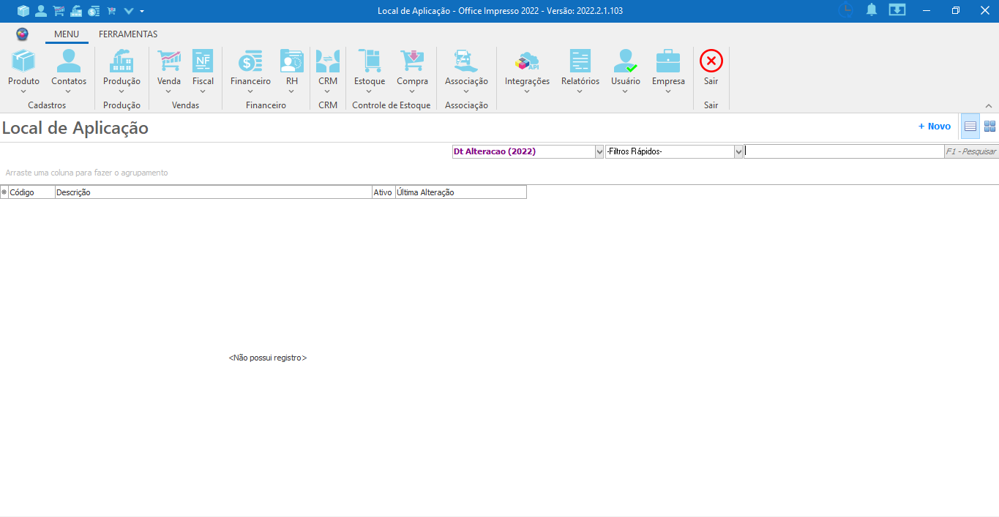 Local de Aplicação - Office Impresso 2022 - Versão: 2022.2.1.103
MENU FERRAMENTAS
NF API
Produto Contatos Produção Venda Fiscal Financeiro RH CRM Estoque Compra Associação Integrações Relatórios Usuário Empresa Sair
Cadastros Produção Vendas Financeiro CRM Controle de Estoque Associação Sair
Local de Aplicação + Novo
Dt Alteracao (2022) -Filtros Rápidos- F1 - Pesquisar
Arraste uma coluna para fazer o agrupamento
Código Descrição Ativo Última Alteração
<Não possui registro>